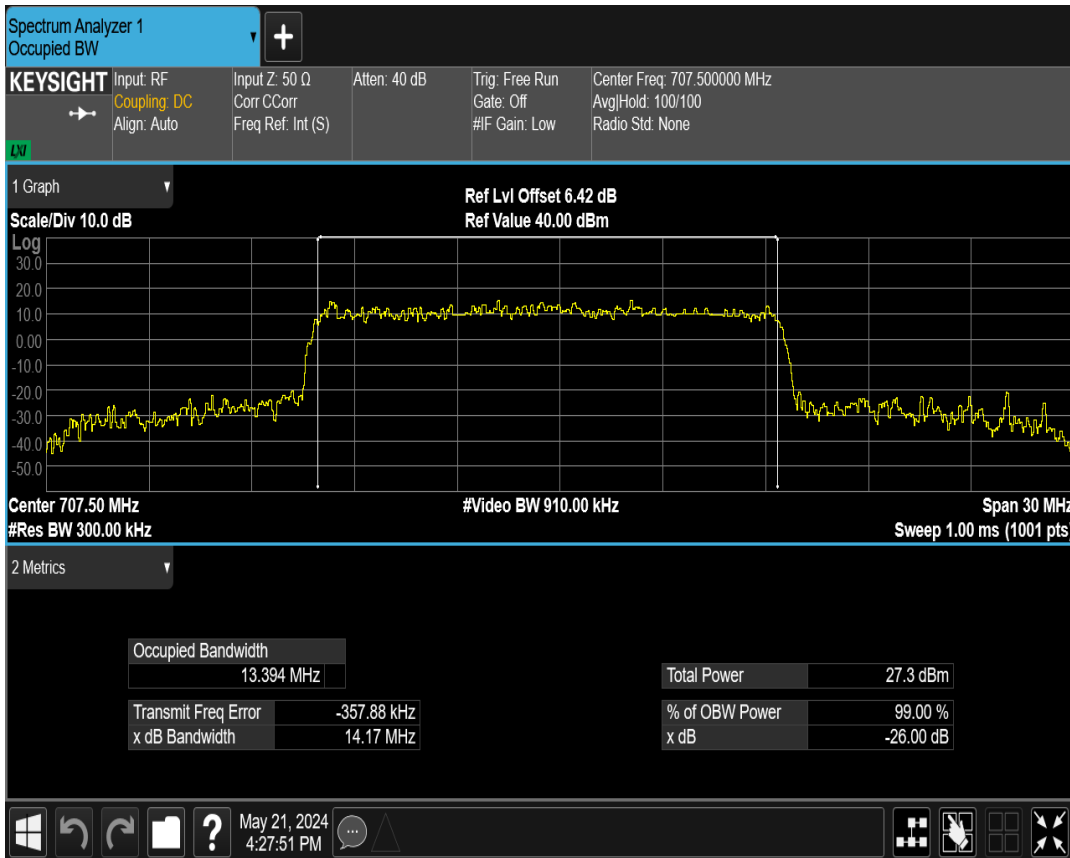 Spectrum Analyzer 1
Occupied BW
+
KEYSIGHT
LXI
Input: RF
Coupling: DC
Align: Auto
Input Z: 50 Ω
Corr CCorr
Freq Ref: Int (S)
Atten: 40 dB
Trig: Free Run
Gate: Off
#IF Gain: Low
Center Freq: 707.500000 MHz
Avg|Hold: 100/100
Radio Std: None
1 Graph
Scale/Div 10.0 dB
Ref Lvl Offset 6.42 dB
Ref Value 40.00 dBm
Log
30.0
20.0
10.0
0.00
-10.0
-20.0
-30.0
-40.0
-50.0
Center 707.50 MHz
#Video BW 910.00 kHz
Span 30 MHz
#Res BW 300.00 kHz
Sweep 1.00 ms (1001 pts)
2 Metrics
Occupied Bandwidth
13.394 MHz
Total Power 27.3 dBm
Transmit Freq Error -357.88 kHz
% of OBW Power 99.00 %
x dB Bandwidth 14.17 MHz
x dB -26.00 dB
?
May 21, 2024
4:27:51 PM